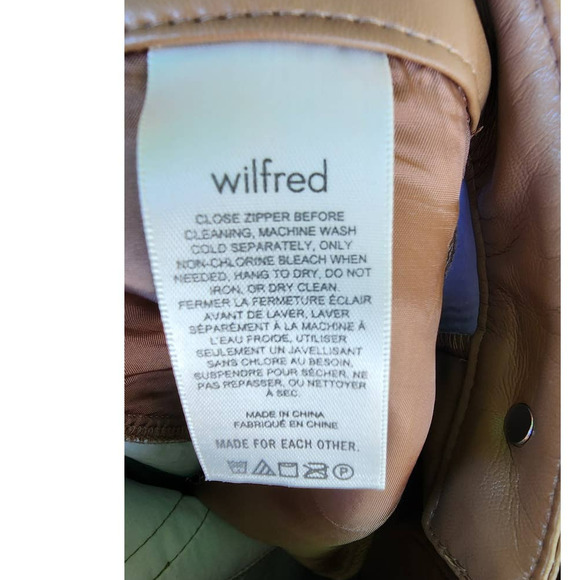 wilfred
CLOSE ZIPPER BEFORE
CLEANING, MACHINE WASH
COLD SEPARATELY, ONLY
NON-CHLORINE BLEACH WHEN
NEEDED, HANG TO DRY, DO NOT
IRON, OR DRY CLEAN.
FERMER LA FERMETURE ÉCLAIR
AVANT DE LAVER, LAVER
SÉPARÉMENT À LA MACHINE À
L'EAU FROIDE, UTILISER
SEULEMENT UN JAVELLISANT
SANS CHLORE AU BESOIN,
SUSPENDRE POUR SÉCHER, NE
PAS REPASSER, OU NETTOYER
À SEC.
MADE IN CHINA
FABRIQUÉ EN CHINE
MADE FOR EACH OTHER.
P